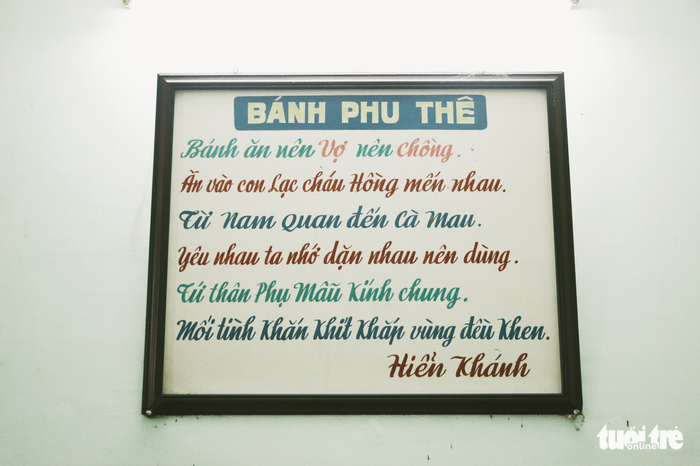 BÁNH PHU THÊ
Bánh ăn nên Vợ nên chồng.
Ăn vào con Lạc cháu Hồng mến nhau.
Từ Nam Quan đến Cà Mau.
Yêu nhau ta nhớ dặn nhau nên dùng.
Tứ thân Phụ Mẫu Kính chung.
Mối tình Khắn Khít Khắp vùng đều Khen.
Hiển Khánh
tuổi trẻ
online